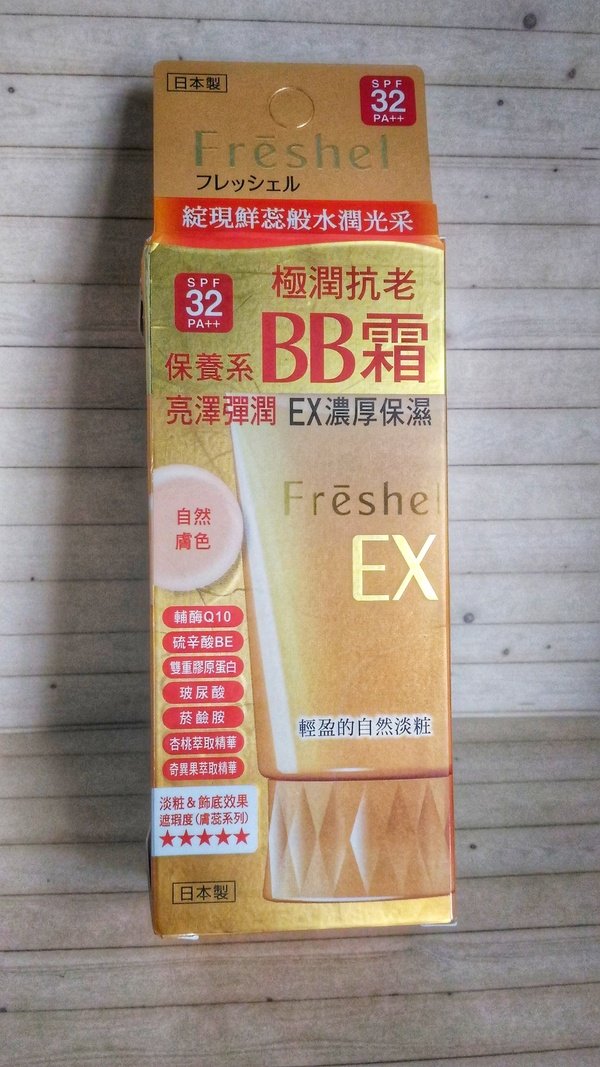 日本製
SPF
32
PA++
Frēshel
フレッシェル
綻現鮮蕊般水潤光采
SPF
32
PA++
極潤抗老
保養系BB霜
亮澤彈潤 EX濃厚保濕
Frēshel
EX
自然
膚色
輔酶Q10
硫辛酸BE
雙重膠原蛋白
玻尿酸
菸鹼胺
杏桃萃取精華
奇異果萃取精華
輕盈的自然淡粧
淡粧&飾底效果
遮瑕度(膚蕊系列)
★★★★★
日本製